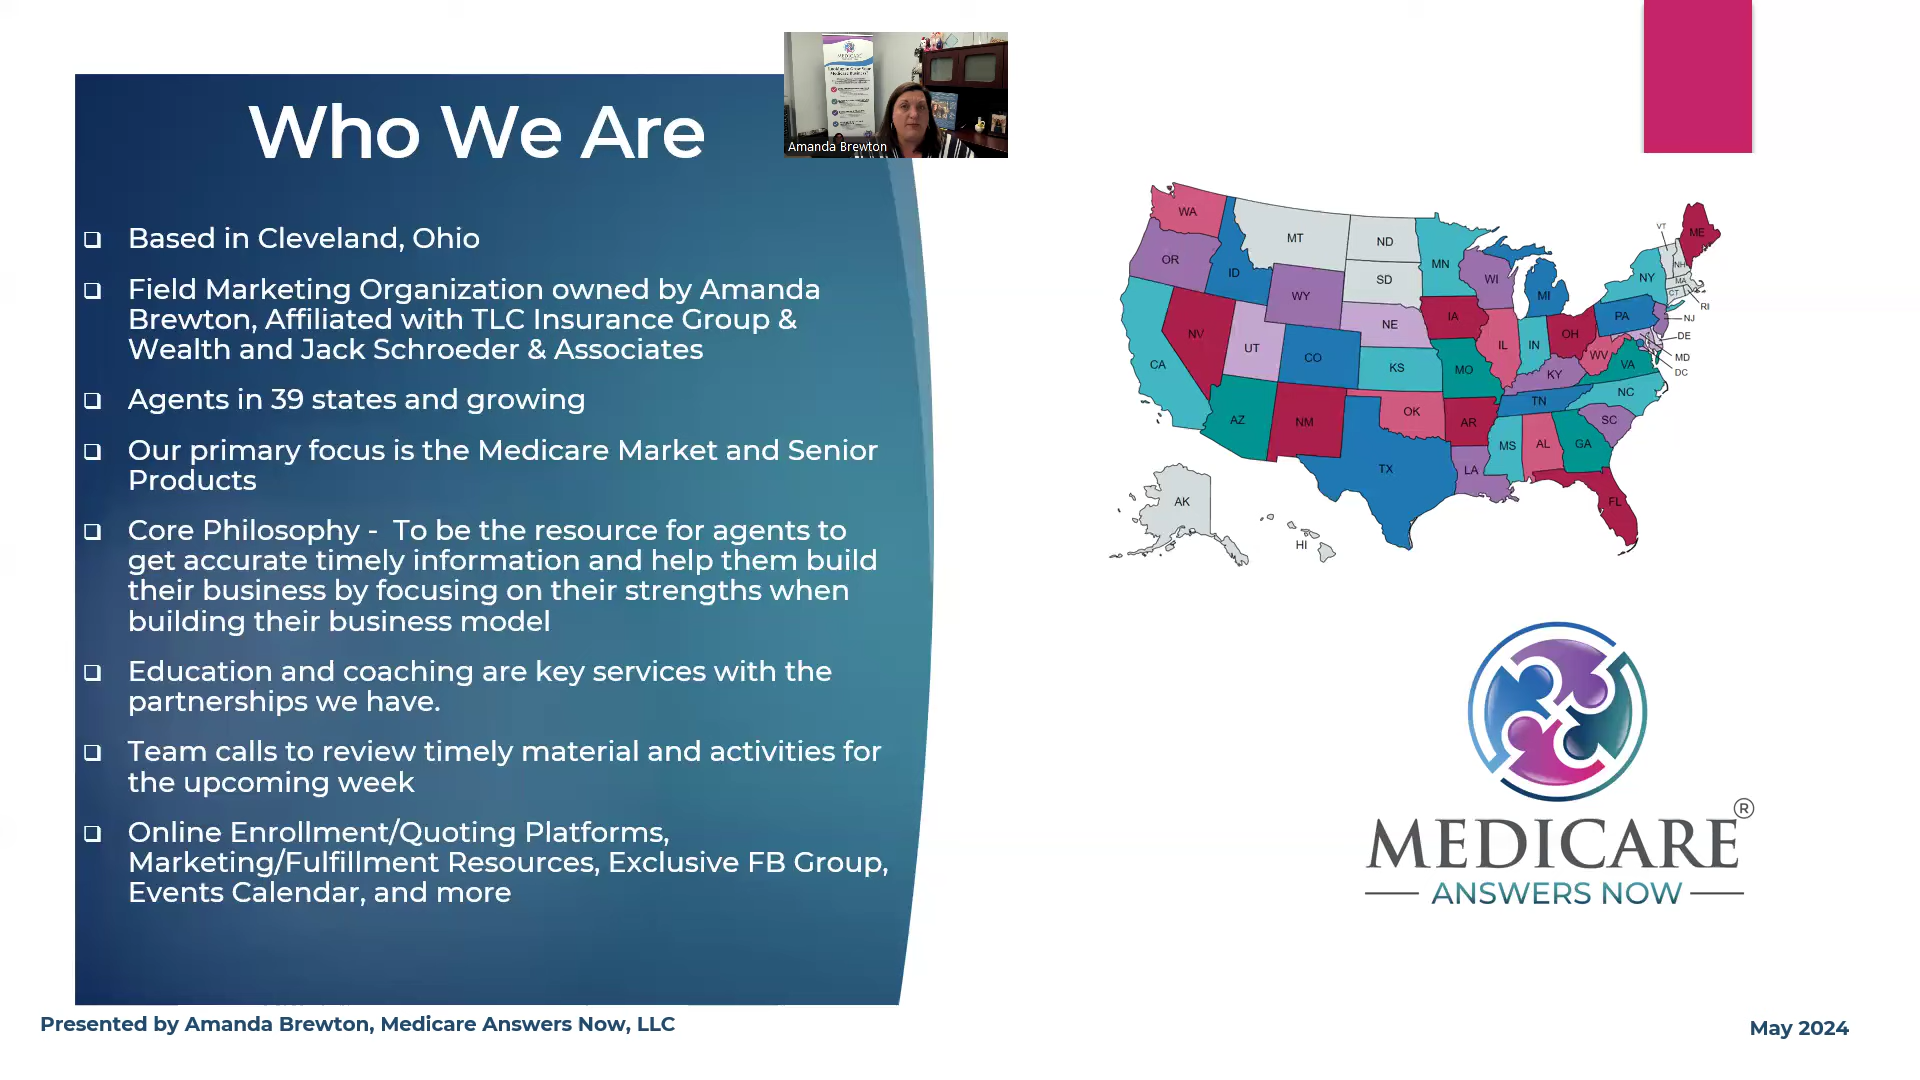 Who We Are
Based in Cleveland, Ohio
Field Marketing Organization owned by Amanda
Brewton, Affiliated with TLC Insurance Group &
Wealth and Jack Schroeder & Associates
Agents in 39 states and growing
Our primary focus is the Medicare Market and Senior
Products
Core Philosophy - To be the resource for agents to
get accurate timely information and help them build
their business by focusing on their strengths when
building their business model
Education and coaching are key services with the
partnerships we have.
Team calls to review timely material and activities for
the upcoming week
Online Enrollment/Quoting Platforms,
Marketing/Fulfillment Resources, Exclusive FB Group,
Events Calendar, and more
MEDICARE
Amanda Brewton
WA
MT
ND
MN
OR
ID
SD
WI
MI
NY
VT
ME
NH
MA
CT
RI
WY
NV
UT
NE
IA
CO
CA
KS
MO
IL
IN
OH
PA
NJ
DE
MD
DC
WV
VA
KY
NC
TN
SC
AZ
NM
OK
AR
MS
AL
GA
TX
LA
FL
AK
HI
MEDICARE®
ANSWERS NOW
Presented by Amanda Brewton, Medicare Answers Now, LLC
May 2024